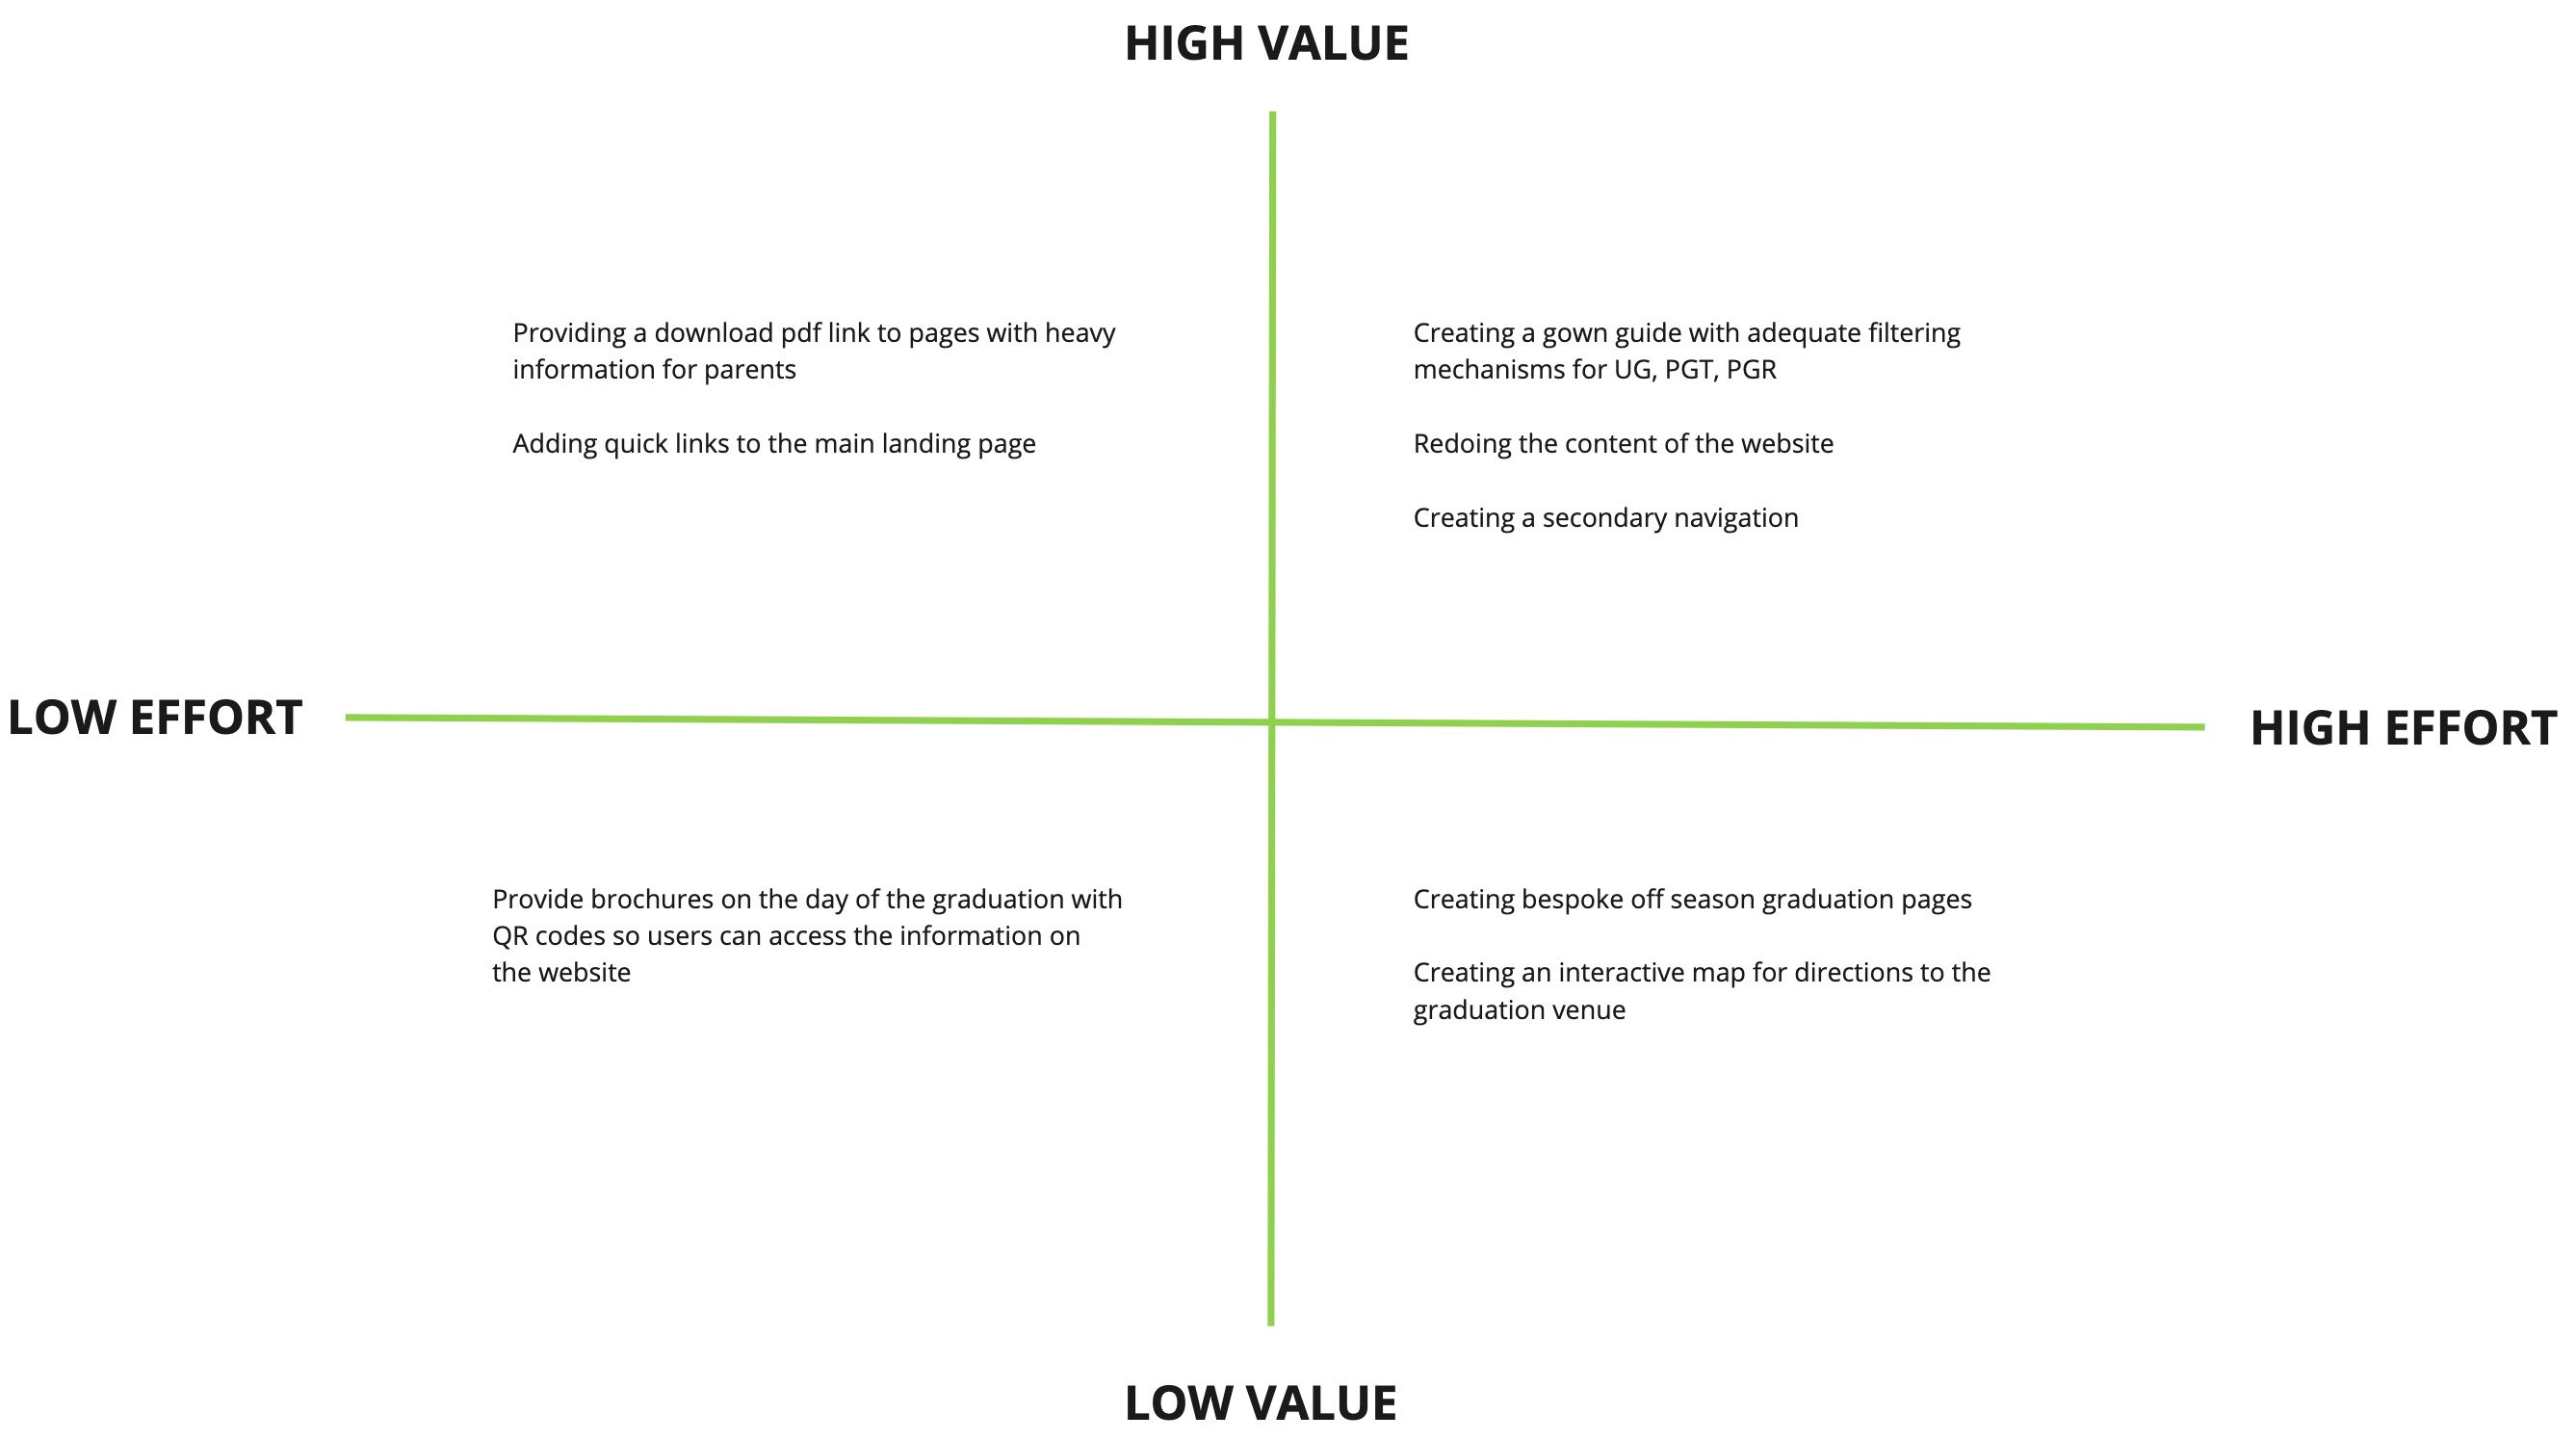 HIGH VALUE
Providing a download pdf link to pages with heavy
information for parents
Adding quick links to the main landing page
Creating a gown guide with adequate filtering
mechanisms for UG, PGT, PGR
Redoing the content of the website
Creating a secondary navigation
LOW EFFORT
HIGH EFFORT
Provide brochures on the day of the graduation with
QR codes so users can access the information on
the website
Creating bespoke off season graduation pages
Creating an interactive map for directions to the
graduation venue
LOW VALUE